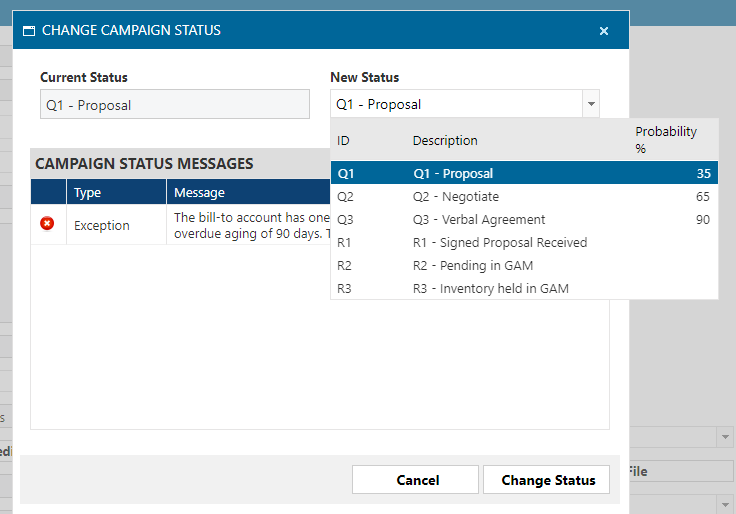 CHANGE CAMPAIGN STATUS
Current Status
New Status
Q1 - Proposal
Q1 - Proposal
ID Description Probability %
Q1 Q1 - Proposal 35
Q2 Q2 - Negotiate 65
Q3 Q3 - Verbal Agreement 90
R1 R1 - Signed Proposal Received
R2 R2 - Pending in GAM
R3 R3 - Inventory held in GAM
CAMPAIGN STATUS MESSAGES
Type Message
Exception
The bill-to account has one
overdue aging of 90 days.
Cancel
Change Status
File